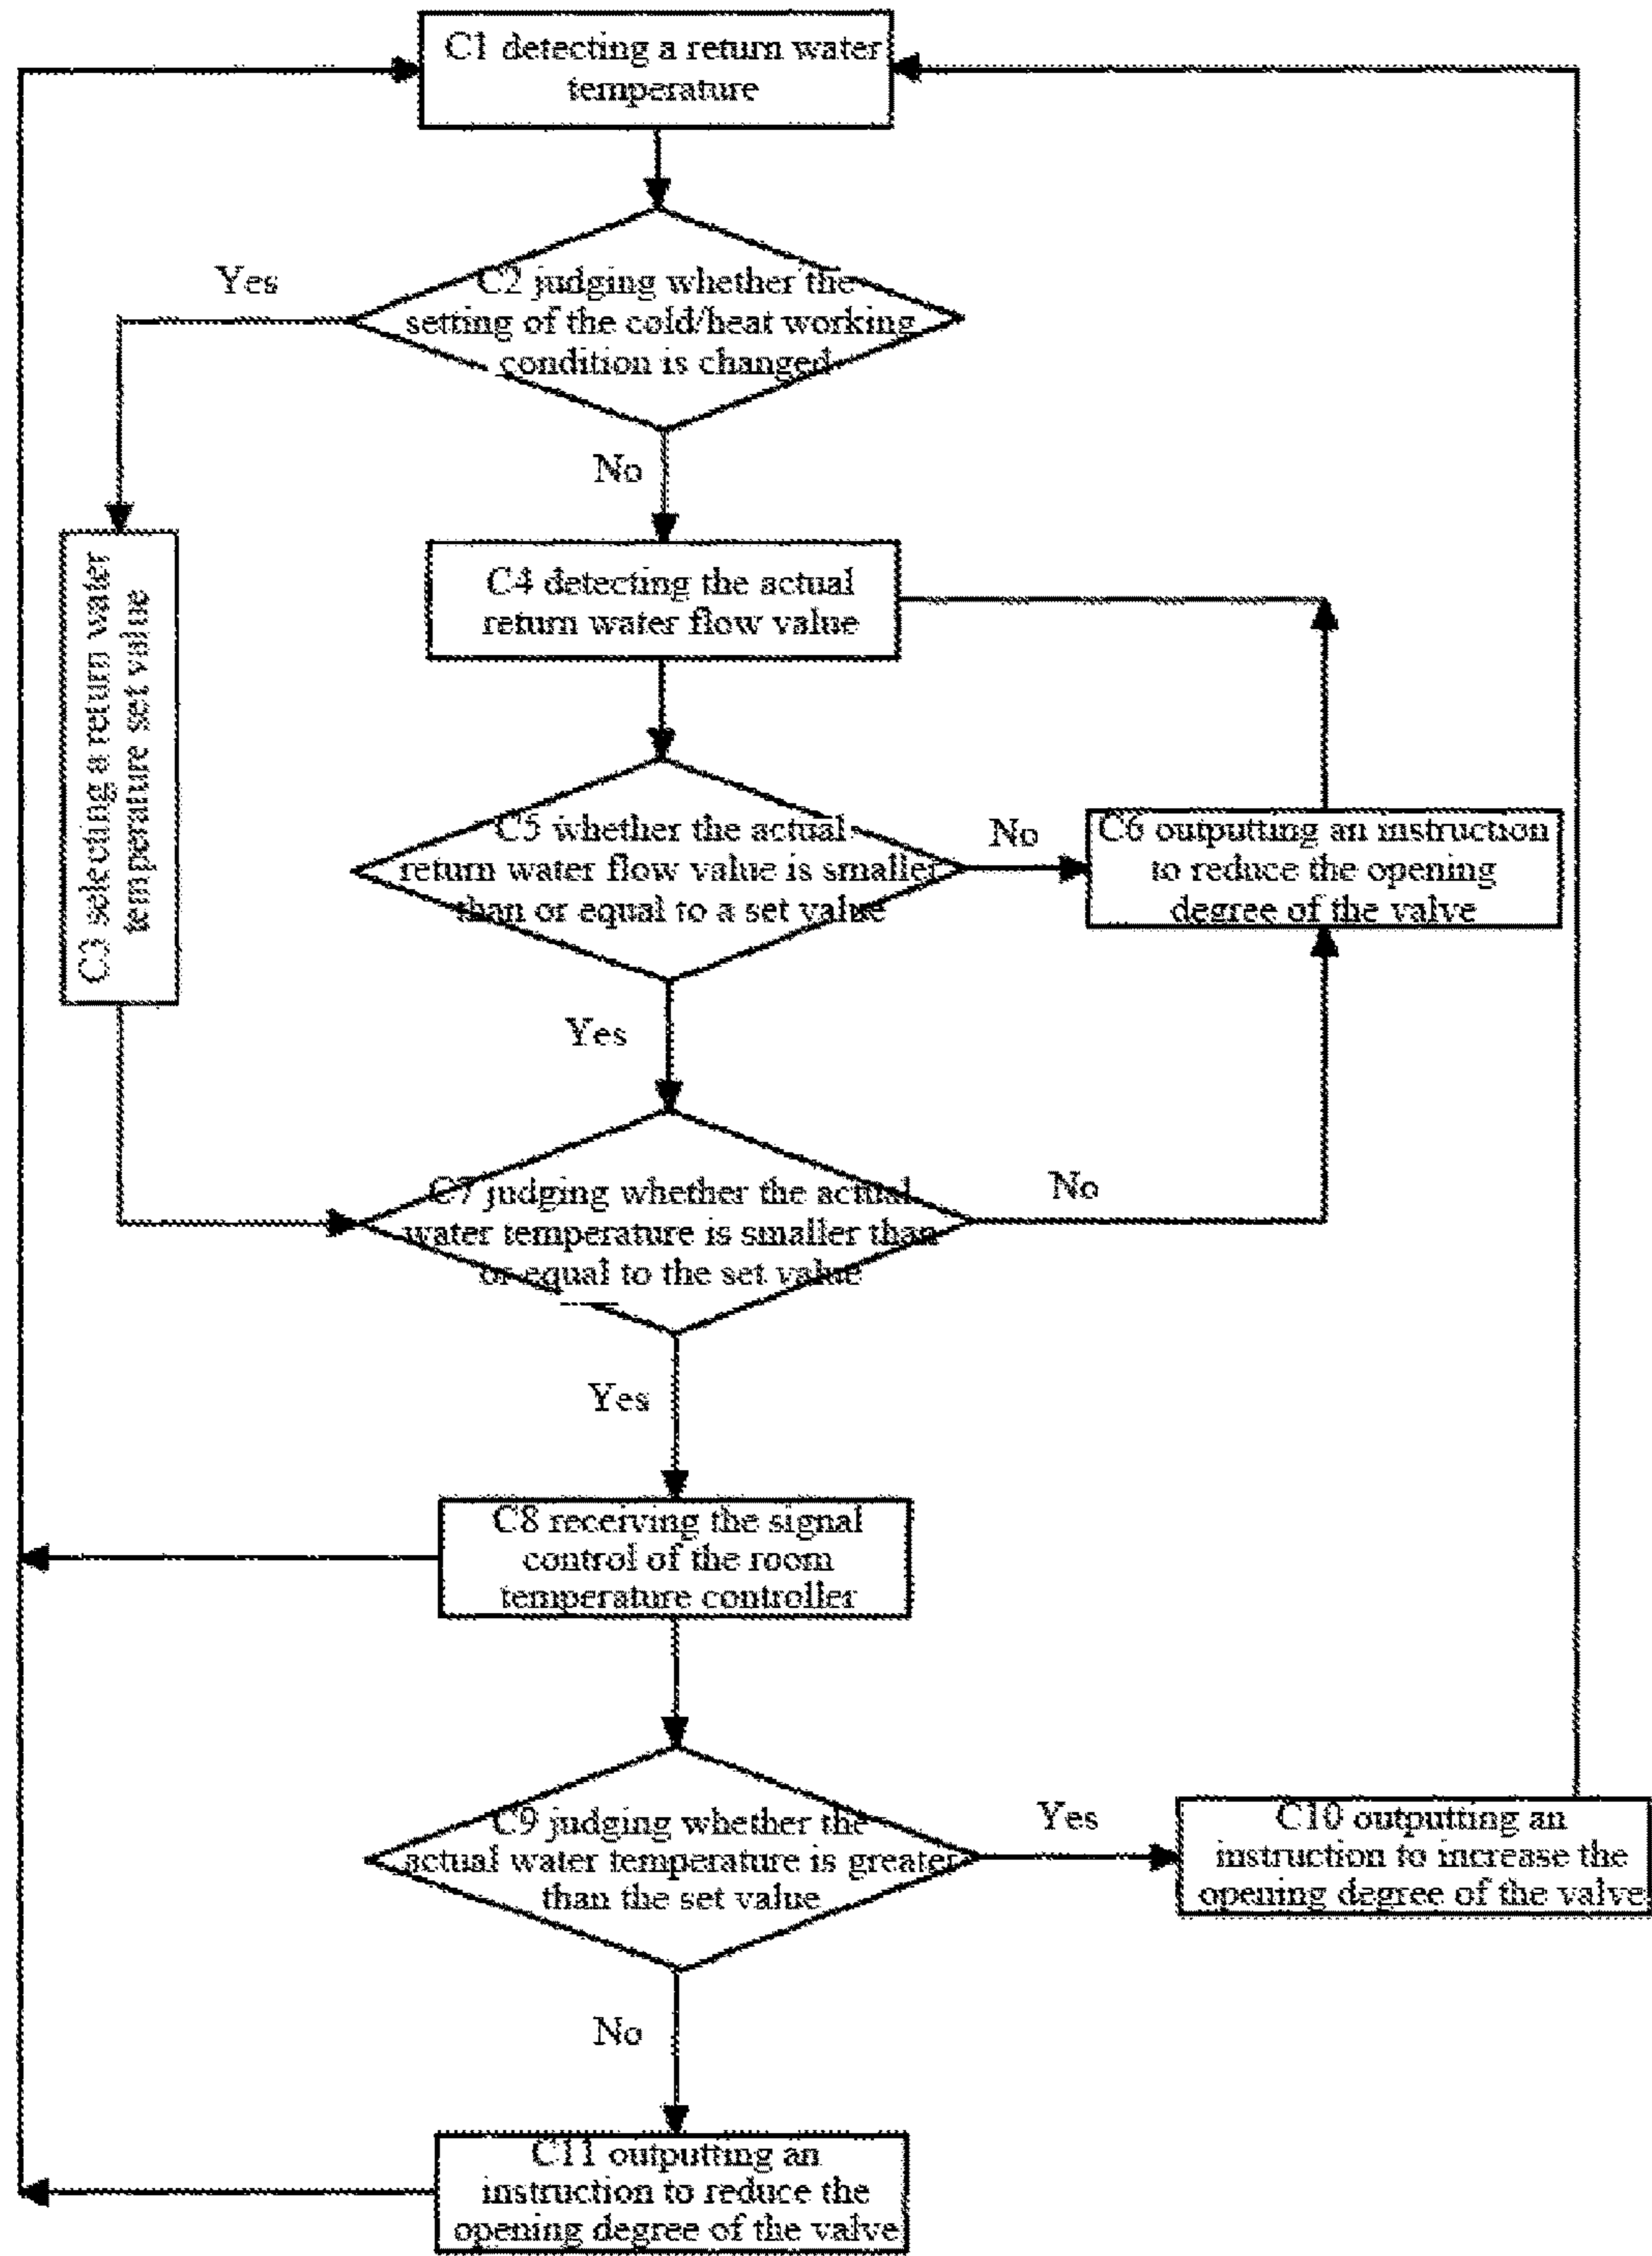 C1 detecting a return water
temperature
Yes
C2 judging whether the
setting of the cold/heat working
condition is changed
No
C3 selecting a return water
temperature set value
C4 detecting the actual
return water flow value
C5 whether the actual
return water flow value is smaller
than or equal to a set value
No
C6 outputting an instruction
to reduce the opening
degree of the valve
Yes
C7 judging whether the actual
water temperature is smaller than
or equal to the set value
No
Yes
C8 receiving the signal
control of the room
temperature controller
C9 judging whether the
actual water temperature is greater
than the set value
Yes
C10 outputting an
instruction to increase the
opening degree of the valve
No
C11 outputting an
instruction to reduce the
opening degree of the valve